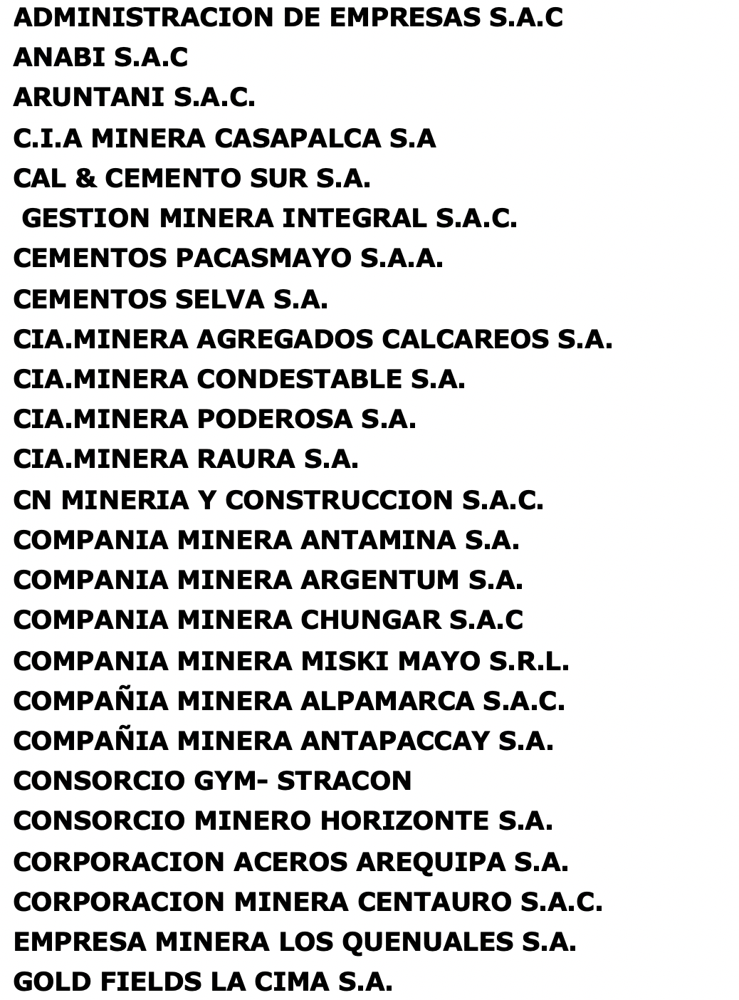 ADMINISTRACION DE EMPRESAS S.A.C
ANABI S.A.C
ARUNTANI S.A.C.
C.I.A MINERA CASAPALCA S.A
CAL & CEMENTO SUR S.A.
GESTION MINERA INTEGRAL S.A.C.
CEMENTOS PACASMAYO S.A.A.
CEMENTOS SELVA S.A.
CIA.MINERA AGREGADOS CALCAREOS S.A.
CIA.MINERA CONDESTABLE S.A.
CIA.MINERA PODEROSA S.A.
CIA.MINERA RAURA S.A.
CN MINERIA Y CONSTRUCCION S.A.C.
COMPANIA MINERA ANTAMINA S.A.
COMPANIA MINERA ARGENTUM S.A.
COMPANIA MINERA CHUNGAR S.A.C
COMPANIA MINERA MISKI MAYO S.R.L.
COMPAÑIA MINERA ALPAMARCA S.A.C.
COMPAÑIA MINERA ANTAPACCAY S.A.
CONSORCIO GYM- STRACON
CONSORCIO MINERO HORIZONTE S.A.
CORPORACION ACEROS AREQUIPA S.A.
CORPORACION MINERA CENTAURO S.A.C.
EMPRESA MINERA LOS QUENUALES S.A.
GOLD FIELDS LA CIMA S.A.